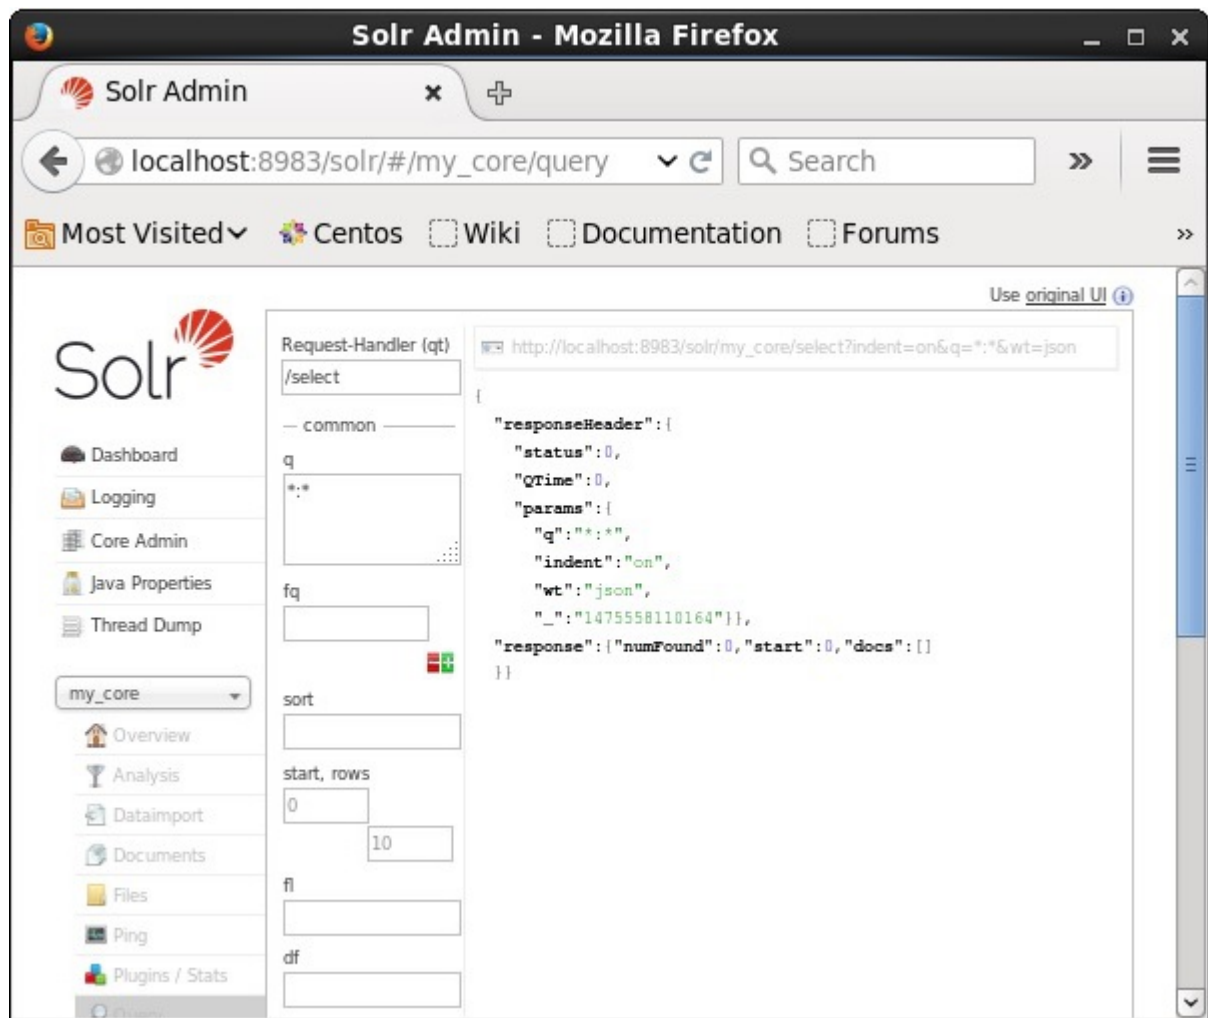 Solr Admin - Mozilla Firefox
Solr Admin
localhost:8983/solr/#/my_core/query
Search
Most Visited
Centos
Wiki
Documentation
Forums
Use original UI
Solr
Dashboard
Logging
Core Admin
Java Properties
Thread Dump
my_core
Overview
Analysis
Dataimport
Documents
Files
Ping
Plugins / Stats
Query
Request-Handler (qt)
/select
common
q
*:*
fq
sort
start, rows
0
10
fl
df
http://localhost:8983/solr/my_core/select?indent=on&q=*:*&wt=json
{
"responseHeader":{
"status":0,
"QTime":0,
"params":{
"q":"*:*",
"indent":"on",
"wt":"json",
"_":"1475558110164"}},
"response":{"numFound":0,"start":0,"docs":[]
}}